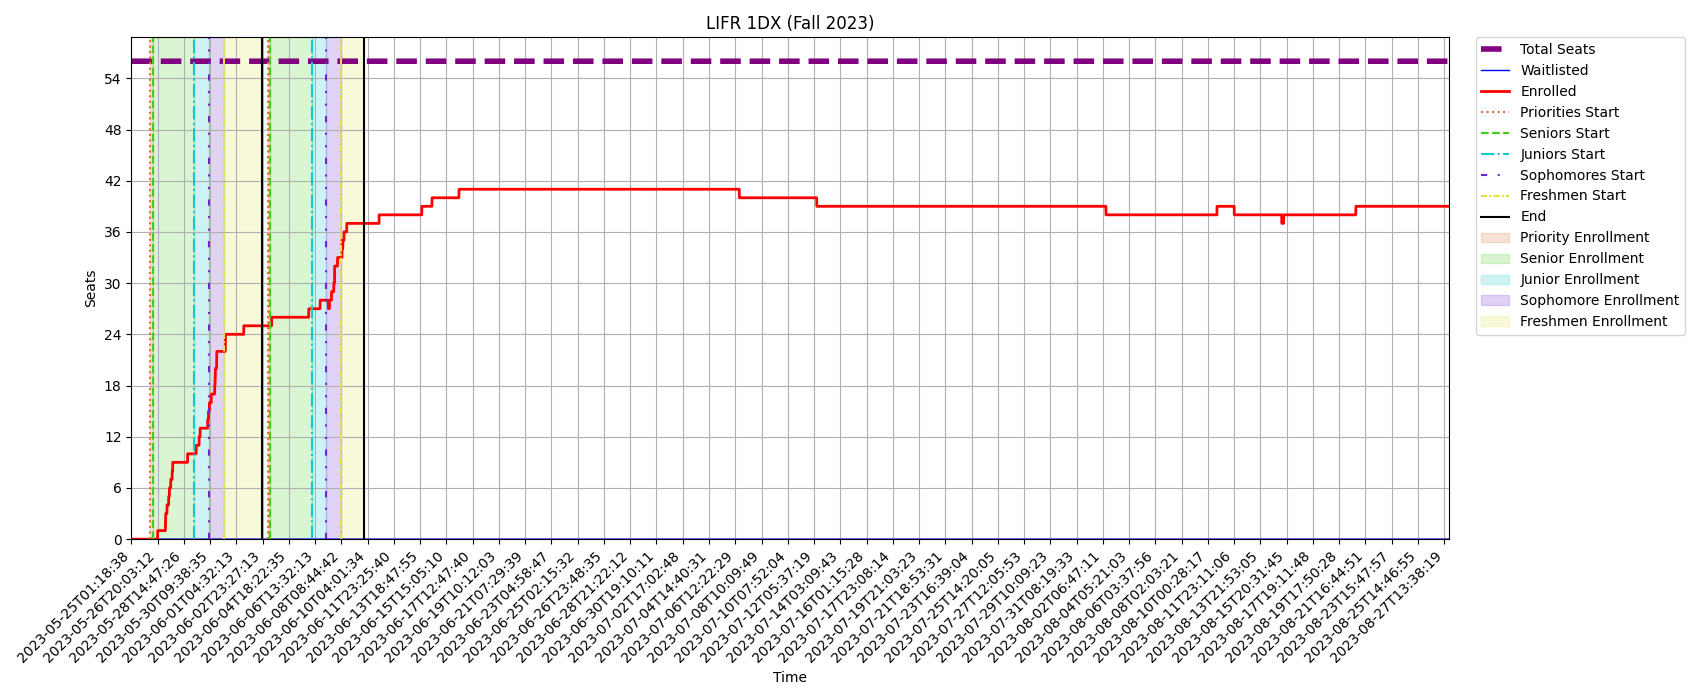 LIFR 1DX (Fall 2023)
Seats
54
48
42
36
30
24
18
12
6
0
2023-05-25T01:18:38
2023-05-26T20:03:12
2023-05-28T14:47:26
2023-05-30T09:38:35
2023-06-01T04:32:13
2023-06-02T23:27:13
2023-06-04T18:22:35
2023-06-06T13:32:13
2023-06-08T08:44:42
2023-06-10T04:01:34
2023-06-11T23:25:40
2023-06-13T18:47:55
2023-06-15T15:05:10
2023-06-17T12:47:40
2023-06-19T10:12:03
2023-06-21T07:29:39
2023-06-23T04:58:47
2023-06-25T02:15:32
2023-06-26T23:48:35
2023-06-28T21:22:12
2023-06-30T19:10:11
2023-07-02T17:02:48
2023-07-04T14:40:31
2023-07-06T12:22:29
2023-07-08T10:09:49
2023-07-10T07:52:04
2023-07-12T05:37:19
2023-07-14T03:09:43
2023-07-16T01:15:28
2023-07-17T23:08:14
2023-07-19T21:03:23
2023-07-21T18:53:31
2023-07-23T16:39:04
2023-07-25T14:20:05
2023-07-27T12:05:53
2023-07-29T10:09:23
2023-07-31T08:19:33
2023-08-02T06:47:11
2023-08-04T05:21:03
2023-08-06T03:37:56
2023-08-08T02:03:21
2023-08-10T00:28:17
2023-08-11T23:11:06
2023-08-13T21:53:05
2023-08-15T20:31:45
2023-08-17T19:11:48
2023-08-19T17:50:28
2023-08-21T16:44:51
2023-08-23T15:47:57
2023-08-25T14:46:55
2023-08-27T13:38:19
Time
Total Seats
Waitlisted
Enrolled
Priorities Start
Seniors Start
Juniors Start
Sophomores Start
Freshmen Start
End
Priority Enrollment
Senior Enrollment
Junior Enrollment
Sophomore Enrollment
Freshmen Enrollment